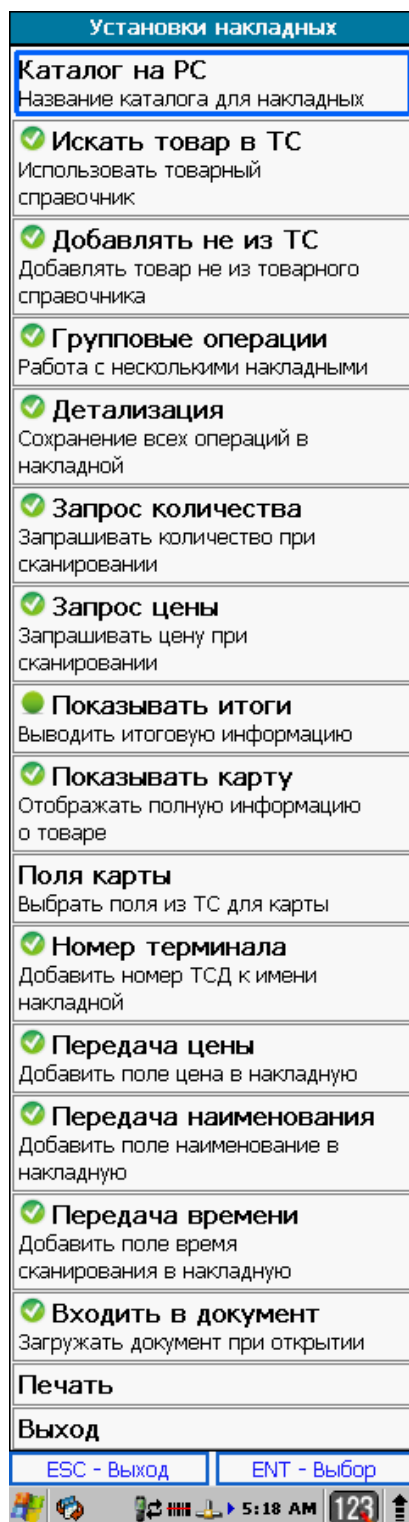 Установки накладных
Каталог на РС
Название каталога для накладных
Искать товар в ТС
Использовать товарный
справочник
Добавлять не из ТС
Добавлять товар не из товарного
справочника
Групповые операции
Работа с несколькими накладными
Детализация
Сохранение всех операций в
накладной
Запрос количества
Запрашивать количество при
сканировании
Запрос цены
Запрашивать цену при
сканировании
Показывать итоги
Выводить итоговую информацию
Показывать карту
Отображать полную информацию
о товаре
Поля карты
Выбрать поля из ТС для карты
Номер терминала
Добавить номер ТСД к имени
накладной
Передача цены
Добавить поле цена в накладную
Передача наименования
Добавить поле наименование в
накладную
Передача времени
Добавить поле время
сканирования в накладную
Входить в документ
Загружать документ при открытии
Печать
Выход
ESC - Выход ENT - Выбор
5:18 AM 123